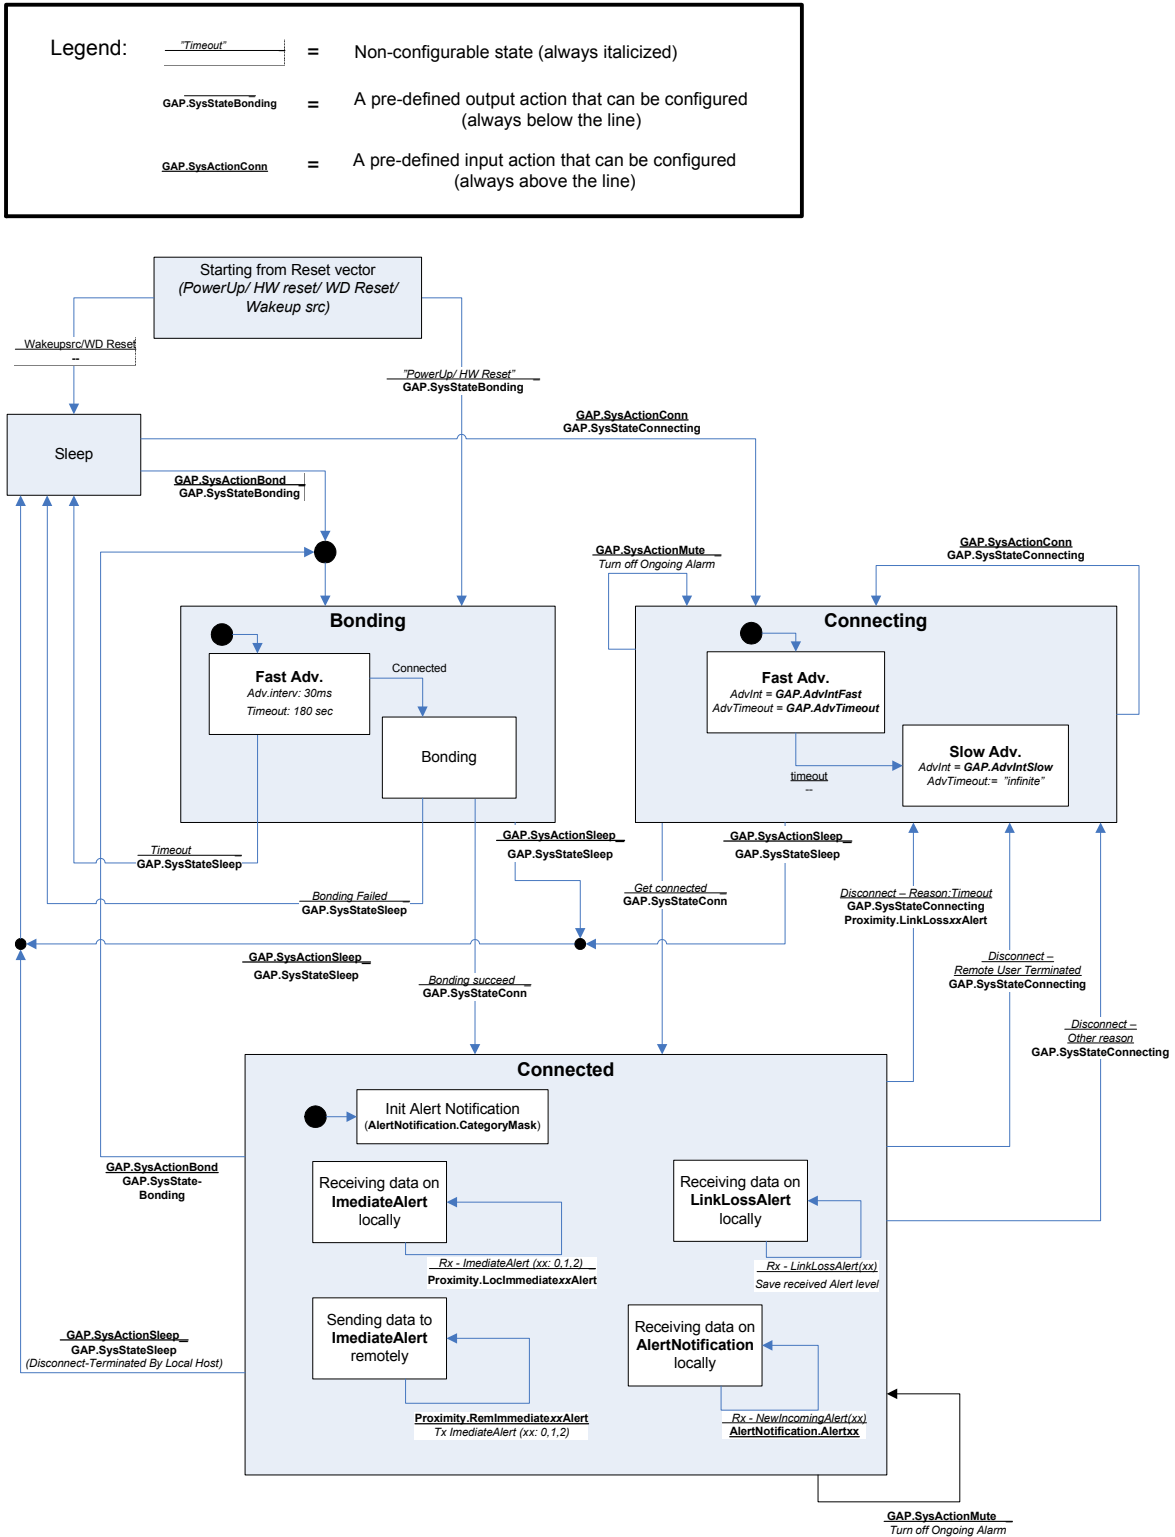 Legend:
"Timeout"
=
Non-configurable state (always italicized)
GAP.SysStateBonding
=
A pre-defined output action that can be configured
(always below the line)
GAP.SysActionConn
=
A pre-defined input action that can be configured
(always above the line)
Starting from Reset vector
(PowerUp/ HW reset/ WD Reset/
Wakeup src)
Wakeupsrc/WD Reset
--
"PowerUp/ HW Reset"
GAP.SysStateBonding
GAP.SysActionConn
GAP.SysStateConnecting
Sleep
GAP.SysActionBond
GAP.SysStateBonding
GAP.SysActionMute
Turn off Ongoing Alarm
GAP.SysActionConn
GAP.SysStateConnecting
Bonding
Fast Adv.
Adv.interv: 30ms
Timeout: 180 sec
Connected
Bonding
Connecting
Fast Adv.
AdvInt = GAP.AdvIntFast
AdvTimeout = GAP.AdvTimeout
Slow Adv.
AdvInt = GAP.AdvIntSlow
AdvTimeout:= "infinite"
timeout
--
Timeout
GAP.SysStateSleep
GAP.SysActionSleep
GAP.SysStateSleep
GAP.SysActionSleep
GAP.SysStateSleep
Bonding Failed
GAP.SysStateSleep
Get connected
GAP.SysStateConn
Disconnect – Reason:Timeout
GAP.SysStateConnecting
Proximity.LinkLossxxAlert
GAP.SysActionSleep
GAP.SysStateSleep
Bonding succeed
GAP.SysStateConn
Disconnect –
Remote User Terminated
GAP.SysStateConnecting
Disconnect –
Other reason
GAP.SysStateConnecting
Connected
Init Alert Notification
(AlertNotification.CategoryMask)
GAP.SysActionBond
GAP.SysState-
Bonding
Receiving data on
ImediateAlert
locally
Rx - ImediateAlert (xx: 0,1,2)
Proximity.LocImmediatexxAlert
Receiving data on
LinkLossAlert
locally
Rx - LinkLossAlert(xx)
Save received Alert level
Sending data to
ImediateAlert
remotely
Proximity.RemImmediatexxAlert
Tx ImediateAlert (xx: 0,1,2)
Receiving data on
AlertNotification
locally
Rx - NewIncomingAlert(xx)
AlertNotification.Alertxx
GAP.SysActionSleep
GAP.SysStateSleep
(Disconnect-Terminated By Local Host)
GAP.SysActionMute
Turn off Ongoing Alarm